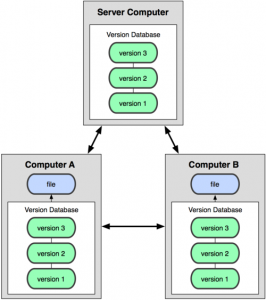 Server Computer
Version Database
version 3
version 2
version 1
Computer A
file
Version Database
version 3
version 2
version 1
Computer B
file
Version Database
version 3
version 2
version 1